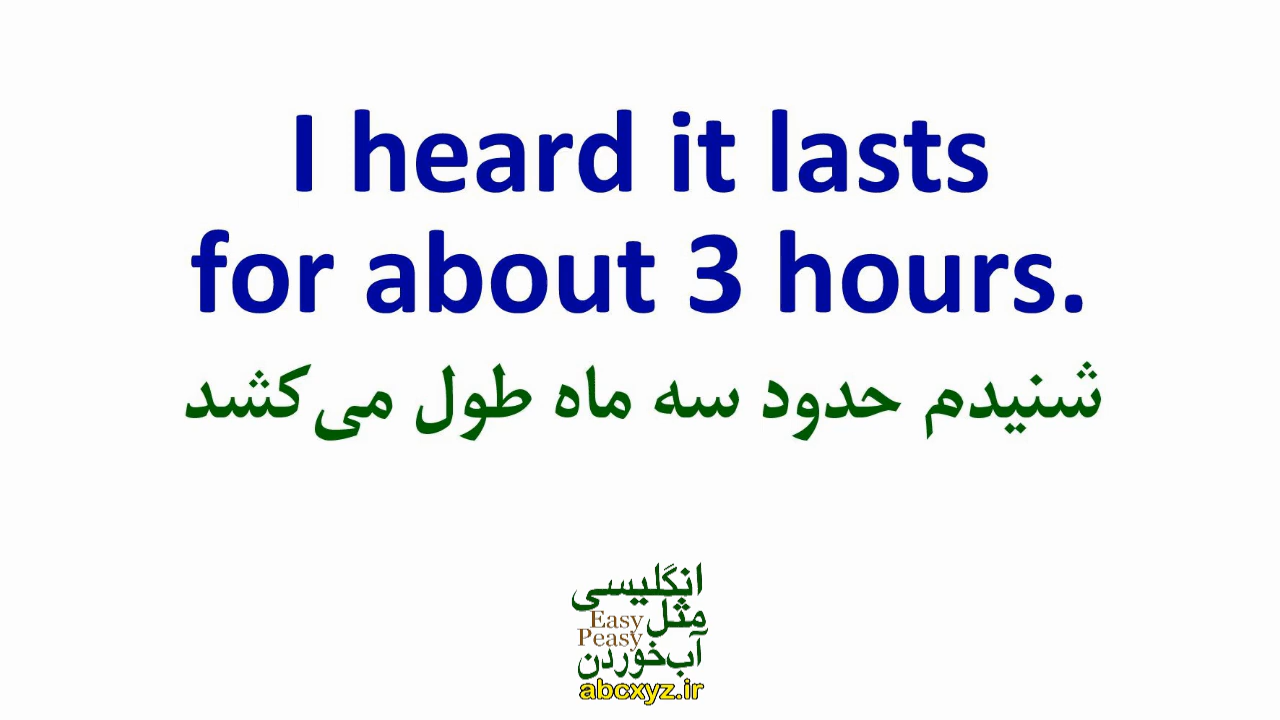 I heard it lasts
for about 3 hours.
شنیدم حدود سه ماه طول می‌کشد
انگلیسی
مثل
Easy
Peasy
آب‌خوردن
abcxyz.ir